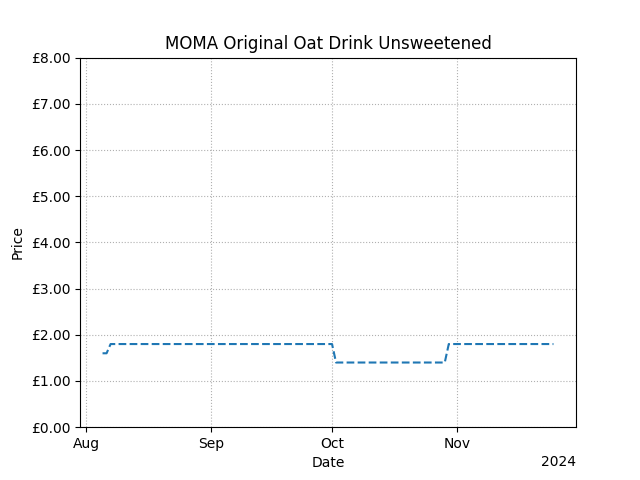 MOMA Original Oat Drink Unsweetened
£8.00
£7.00
£6.00
£5.00
£4.00
£3.00
£2.00
£1.00
£0.00
Price
Aug Sep Oct Nov
Date
2024